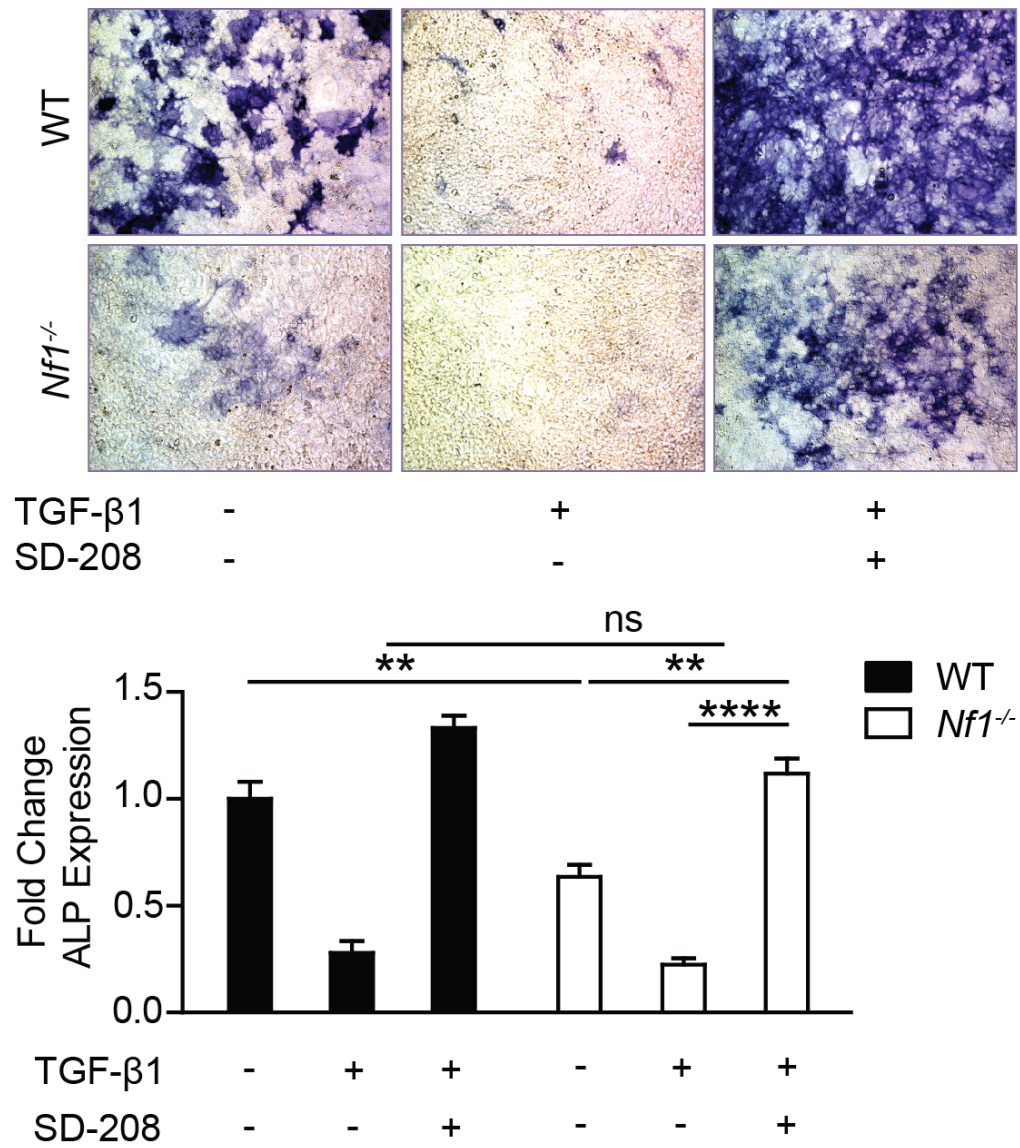 WT
Nf1-/-
TGF-β1 - + +
SD-208 - - +
ns
** **
****
WT
Nf1-/-
Fold Change
ALP Expression
1.5
1.0
0.5
0.0
TGF-β1 - + + - + +
SD-208 - - + - - +